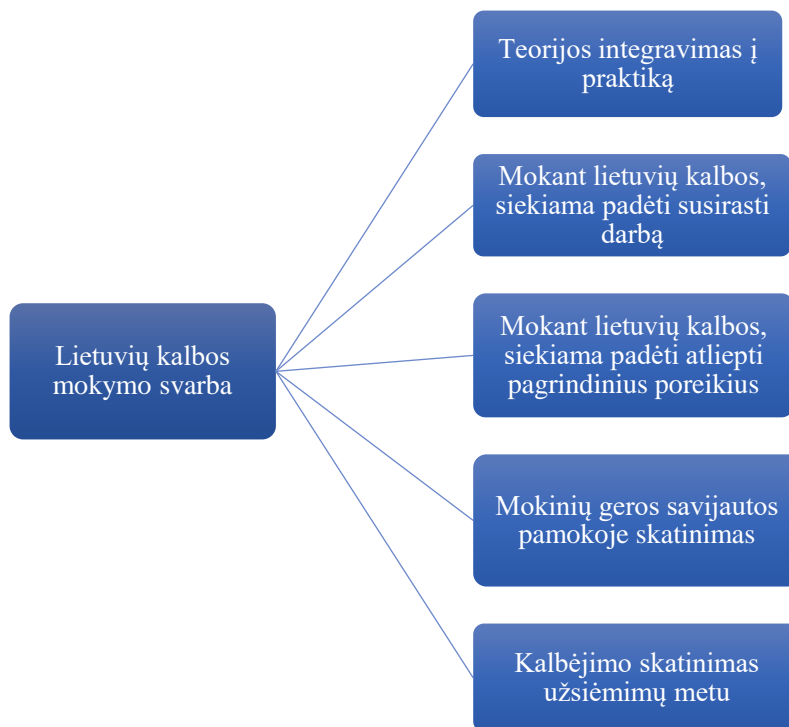 Teorijos integravimas į
praktiką
Mokant lietuvių kalbos,
siekiama padėti susirasti
darbą
Lietuvių kalbos
mokymo svarba
Mokant lietuvių kalbos,
siekiama padėti atliepti
pagrindinius poreikius
Mokinių geros savijautos
pamokoje skatinimas
Kalbėjimo skatinimas
užsiėmimų metu